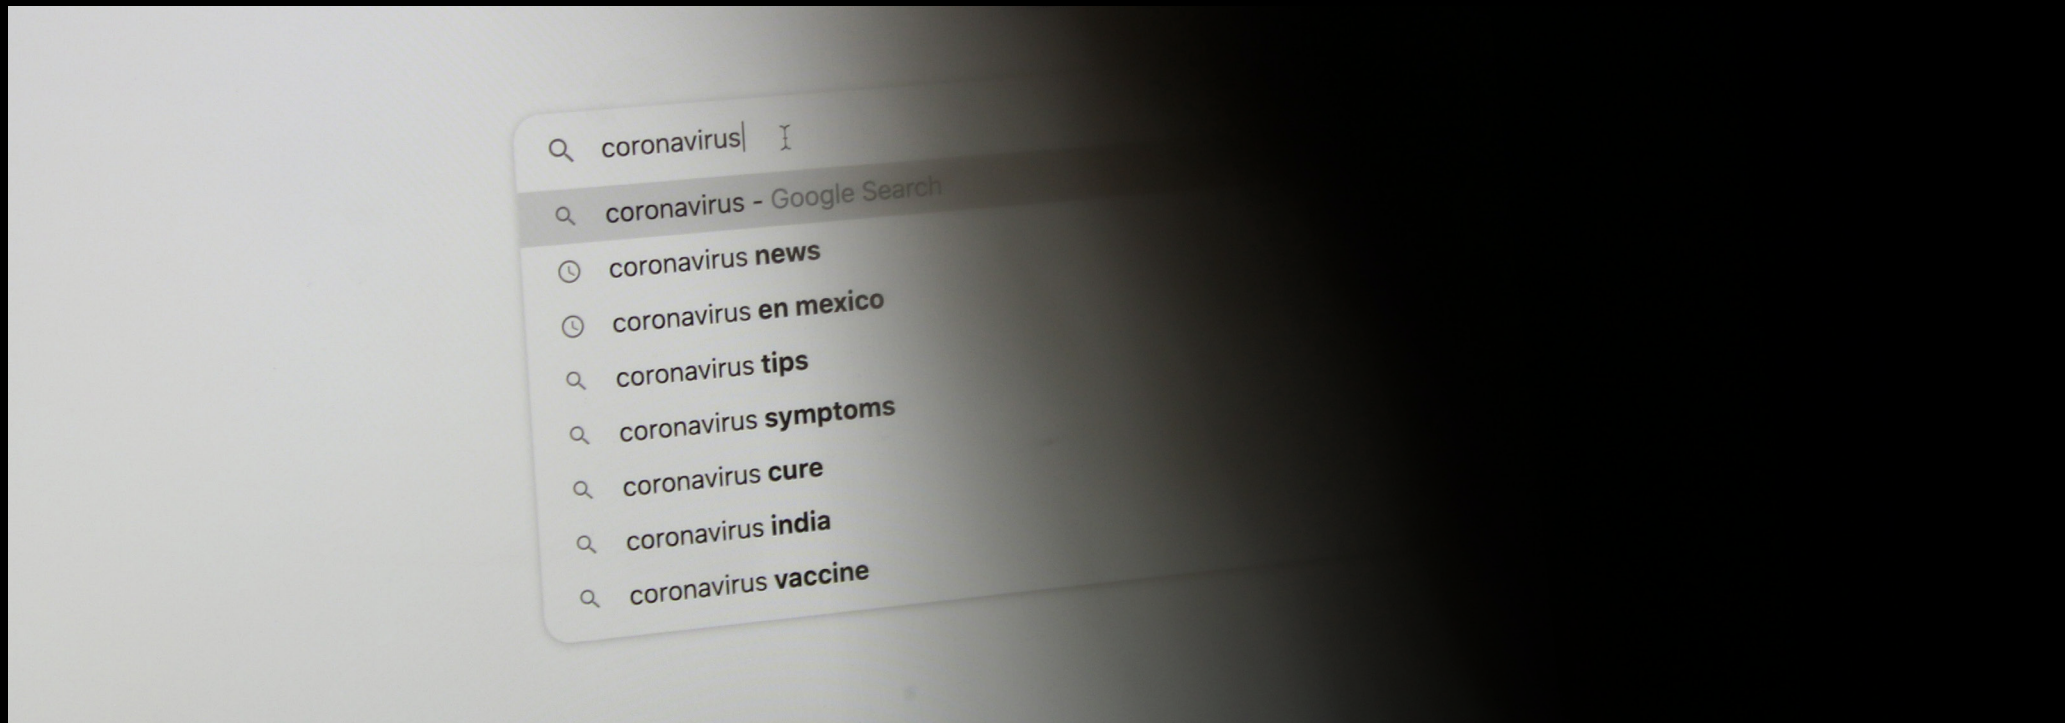 coronavirus
coronavirus - Google Search
coronavirus news
coronavirus en mexico
coronavirus tips
coronavirus symptoms
coronavirus cure
coronavirus india
coronavirus vaccine